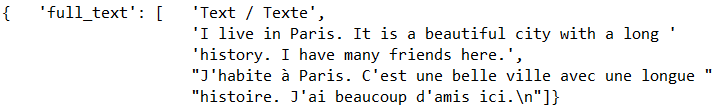 {   'full_text': [   'Text / Texte',
                     'I live in Paris. It is a beautiful city with a long '
                     'history. I have many friends here.',
                     "J'habite à Paris. C'est une belle ville avec une longue "
                     "histoire. J'ai beaucoup d'amis ici.\n"]}